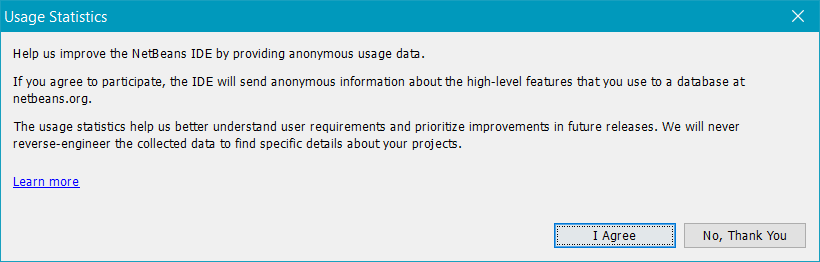 Usage Statistics
Help us improve the NetBeans IDE by providing anonymous usage data.
If you agree to participate, the IDE will send anonymous information about the high-level features that you use to a database at
netbeans.org.
The usage statistics help us better understand user requirements and prioritize improvements in future releases. We will never
reverse-engineer the collected data to find specific details about your projects.
Learn more
I Agree
No, Thank You